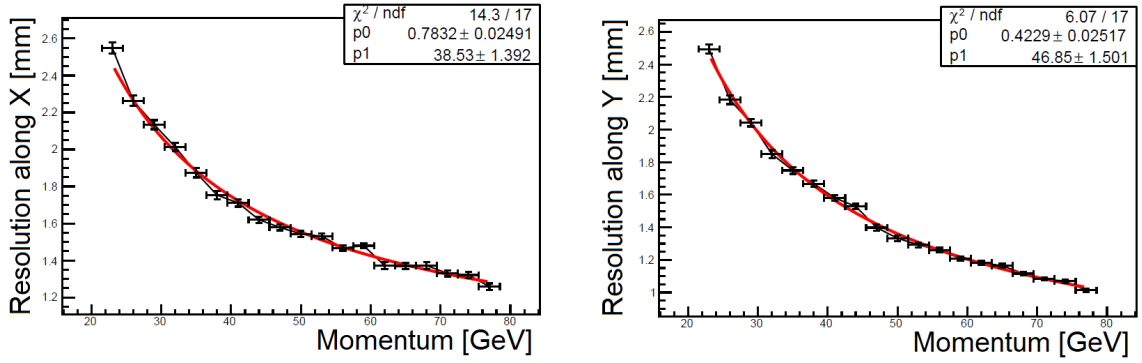 χ² / ndf 14.3 / 17
p0 0.7832 ± 0.02491
p1 38.53 ± 1.392
Resolution along X [mm]
2.6
2.4
2.2
2
1.8
1.6
1.4
1.2
20 30 40 50 60 70 80
Momentum [GeV]
χ² / ndf 6.07 / 17
p0 0.4229 ± 0.02517
p1 46.85 ± 1.501
Resolution along Y [mm]
2.6
2.4
2.2
2
1.8
1.6
1.4
1.2
1
20 30 40 50 60 70 80
Momentum [GeV]